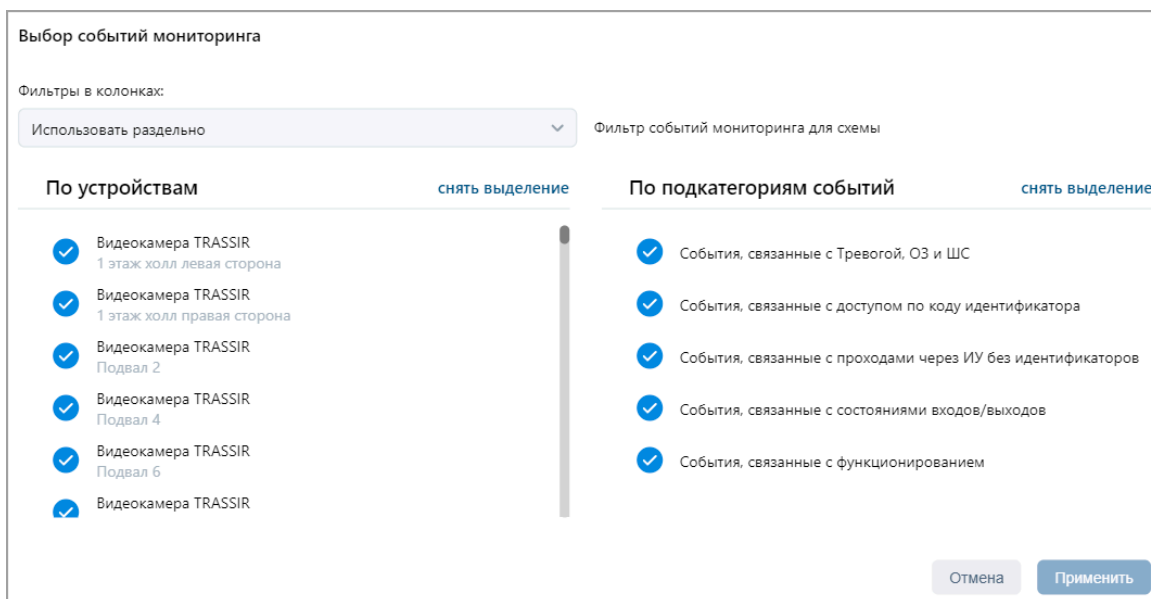 Выбор событий мониторинга
Фильтры в колонках:
Использовать раздельно
Фильтр событий мониторинга для схемы
По устройствам
снять выделение
Видеокамера TRASSIR
1 этаж холл левая сторона
Видеокамера TRASSIR
1 этаж холл правая сторона
Видеокамера TRASSIR
Подвал 2
Видеокамера TRASSIR
Подвал 4
Видеокамера TRASSIR
Подвал 6
Видеокамера TRASSIR
По подкатегориям событий
снять выделение
События, связанные с Тревогой, ОЗ и ШС
События, связанные с доступом по коду идентификатора
События, связанные с проходами через ИУ без идентификаторов
События, связанные с состояниями входов/выходов
События, связанные с функционированием
Отмена
Применить